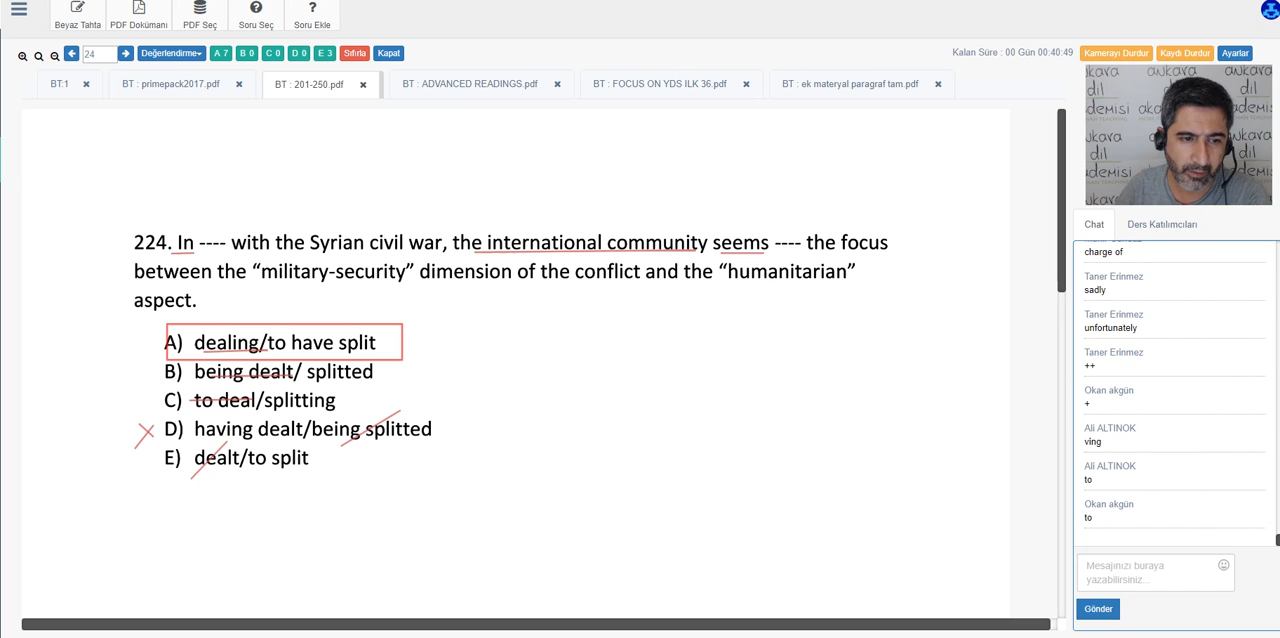 Beyaz Tahta
PDF Dokümanı
PDF Seç
Soru Seç
Soru Ekle
24
Değerlendirme
A 7
B 0
C 0
D 0
E 3
Sıfırla
Kapat
Kalan Süre : 00 Gün 00:40:49
Kamerayı Durdur
Kaydı Durdur
Ayarlar
BT:1
BT : primepack2017.pdf
BT : 201-250.pdf
BT : ADVANCED READINGS.pdf
BT : FOCUS ON YDS ILK 36.pdf
BT : ek materyal paragraf tam.pdf
224. In ---- with the Syrian civil war, the international community seems ---- the focus
between the “military-security” dimension of the conflict and the “humanitarian”
aspect.
A) dealing/to have split
B) being dealt/ splitted
C) to deal/splitting
D) having dealt/being splitted
E) dealt/to split
ankara
dil
Chat
Ders Katılımcıları
charge of
Taner Erinmez
sadly
Taner Erinmez
unfortunately
Taner Erinmez
++
Okan akgün
+
Ali ALTINOK
ving
Ali ALTINOK
to
Okan akgün
to
Mesajınızı buraya
yazabilirsiniz...
Gönder